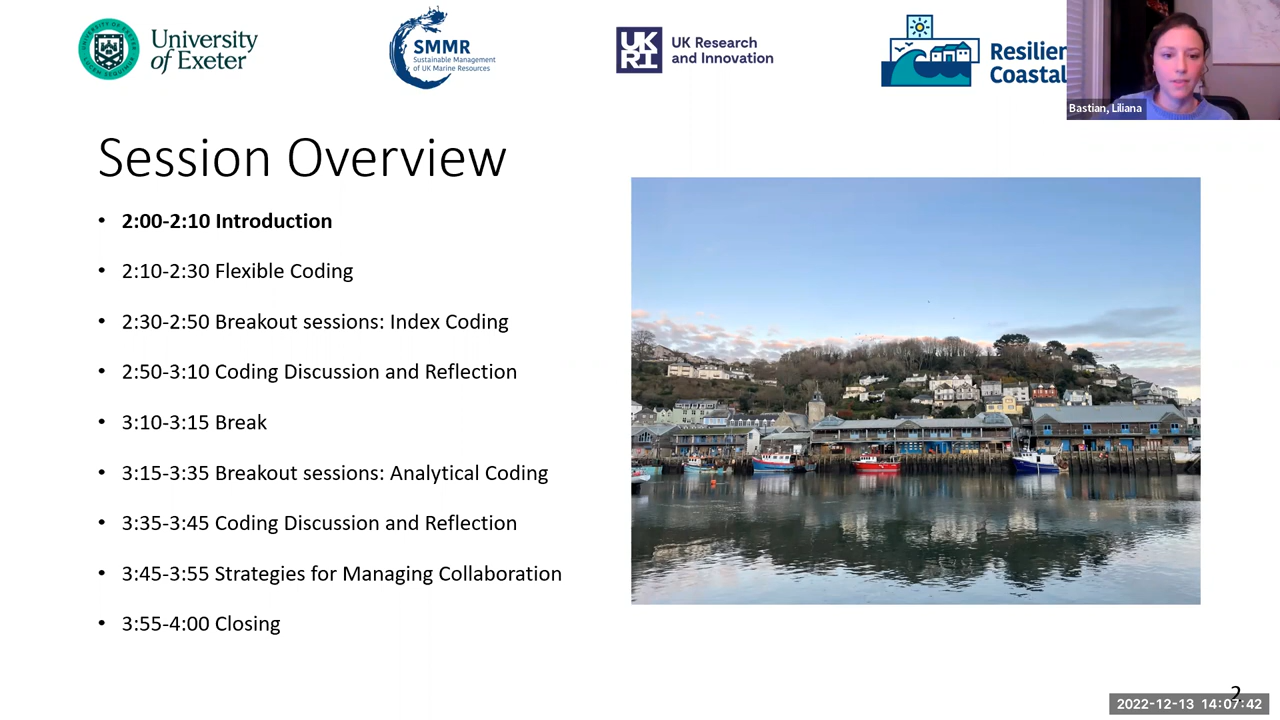 University
of Exeter
SMMR
Sustainable Management
of UK Marine Resources
UK
RI
UK Research
and Innovation
Resilien
Coastal
Bastian, Liliana
Session Overview
• 2:00-2:10 Introduction
• 2:10-2:30 Flexible Coding
• 2:30-2:50 Breakout sessions: Index Coding
• 2:50-3:10 Coding Discussion and Reflection
• 3:10-3:15 Break
• 3:15-3:35 Breakout sessions: Analytical Coding
• 3:35-3:45 Coding Discussion and Reflection
• 3:45-3:55 Strategies for Managing Collaboration
• 3:55-4:00 Closing
2
2022-12-13 14:07:42